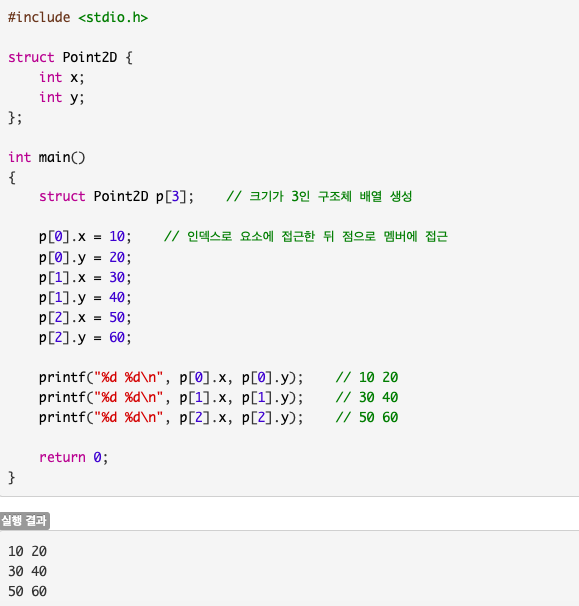 #include <stdio.h>
struct Point2D {
    int x;
    int y;
};
int main()
{
    struct Point2D p[3];    // 크기가 3인 구조체 배열 생성
    p[0].x = 10;    // 인덱스로 요소에 접근한 뒤 점으로 멤버에 접근
    p[0].y = 20;
    p[1].x = 30;
    p[1].y = 40;
    p[2].x = 50;
    p[2].y = 60;
    printf("%d %d\n", p[0].x, p[0].y);    // 10 20
    printf("%d %d\n", p[1].x, p[1].y);    // 30 40
    printf("%d %d\n", p[2].x, p[2].y);    // 50 60
    return 0;
}
실행 결과
10 20
30 40
50 60